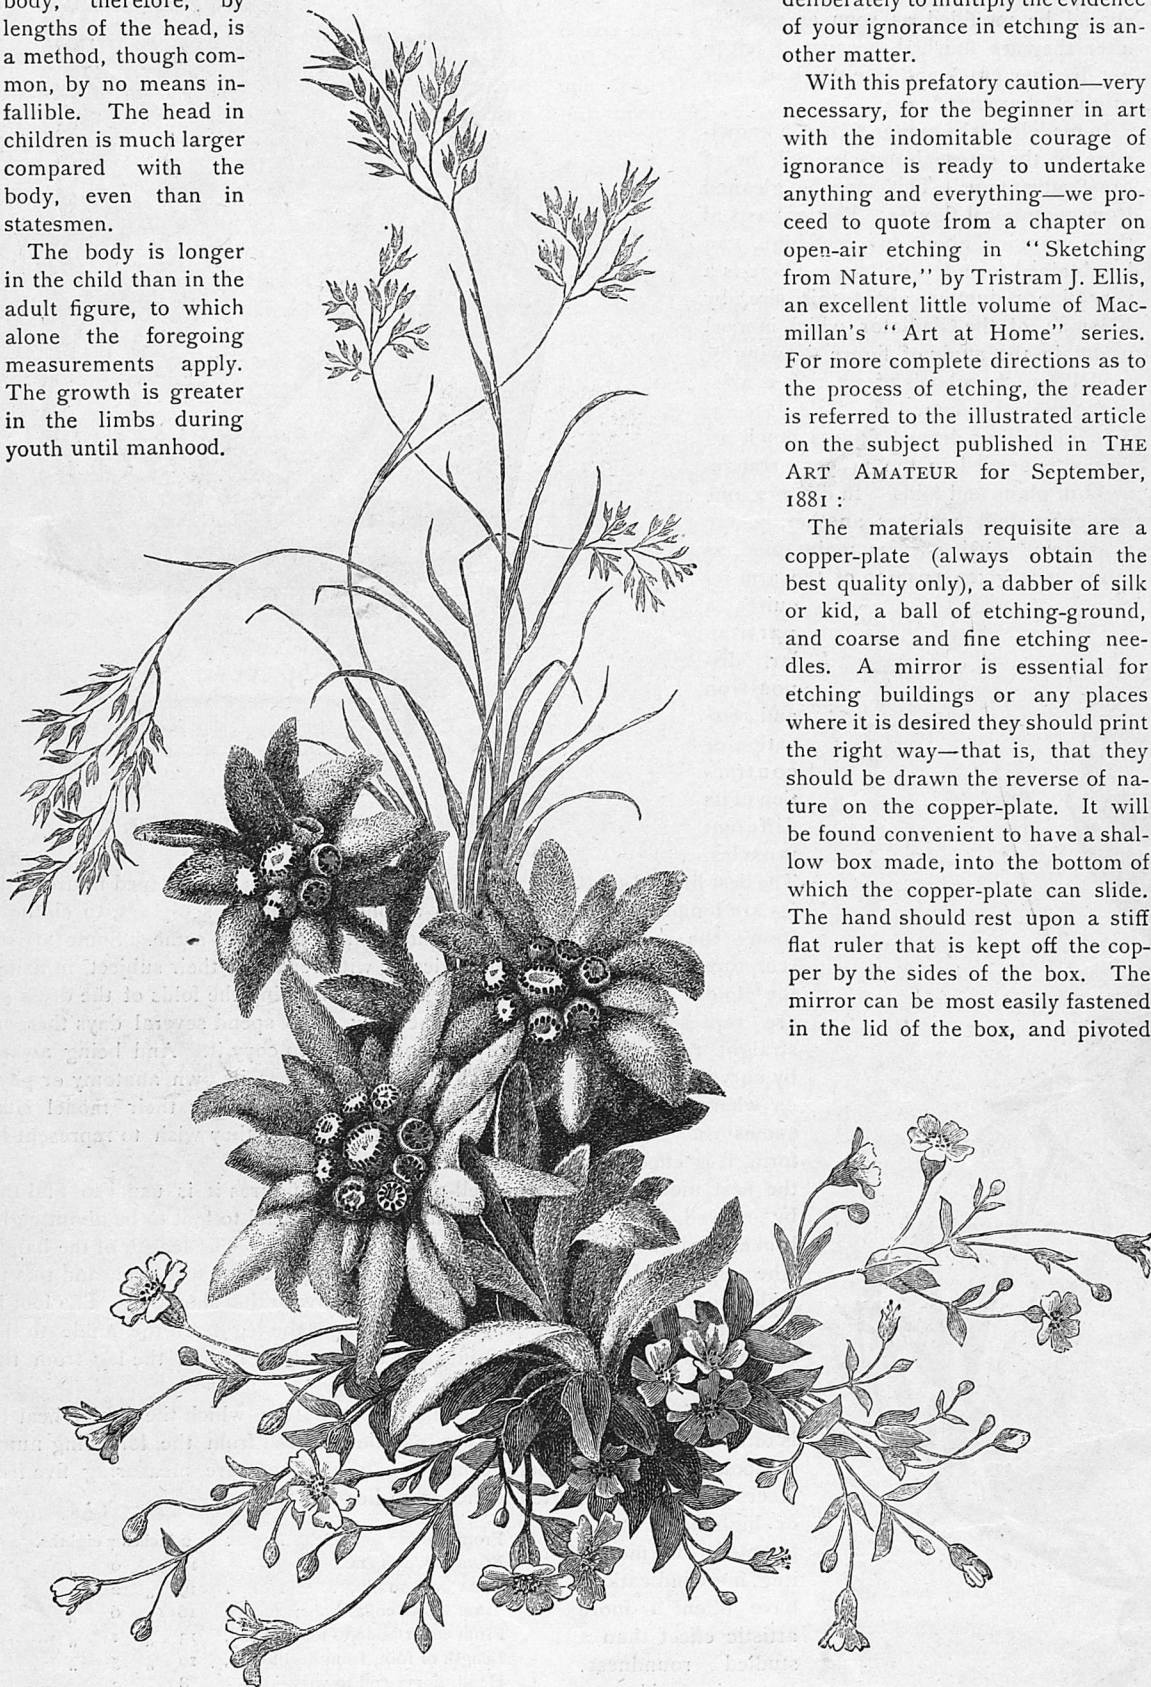 body, therefore, by
lengths of the head, is
a method, though com-
mon, by no means in-
fallible. The head in
children is much larger
compared with the
body, even than in
statesmen.
The body is longer
in the child than in the
adult figure, to which
alone the foregoing
measurements apply.
The growth is greater
in the limbs during
youth until manhood.
deliberately to multiply the evidence
of your ignorance in etching is an-
other matter.
With this prefatory caution—very
necessary, for the beginner in art
with the indomitable courage of
ignorance is ready to undertake
anything and everything—we pro-
ceed to quote from a chapter on
open-air etching in “Sketching
from Nature,” by Tristram J. Ellis,
an excellent little volume of Mac-
millan’s “Art at Home” series.
For more complete directions as to
the process of etching, the reader
is referred to the illustrated article
on the subject published in THE
ART AMATEUR for September,
1881 :
The materials requisite are a
copper-plate (always obtain the
best quality only), a dabber of silk
or kid, a ball of etching-ground,
and coarse and fine etching nee-
dles. A mirror is essential for
etching buildings or any places
where it is desired they should print
the right way—that is, that they
should be drawn the reverse of na-
ture on the copper-plate. It will
be found convenient to have a shal-
low box made, into the bottom of
which the copper-plate can slide.
The hand should rest upon a stiff
flat ruler that is kept off the cop-
per by the sides of the box. The
mirror can be most easily fastened
in the lid of the box, and pivoted